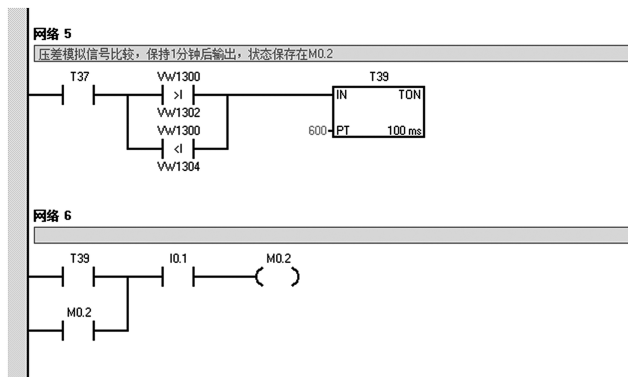 网络 5
压差模拟信号比较，保持1分钟后输出，状态保存在M0.2
T37 VW1300 T39
>I IN TON
VW1302
VW1300 600 PT 100 ms
<I
VW1304
网络 6
T39 I0.1 M0.2
M0.2